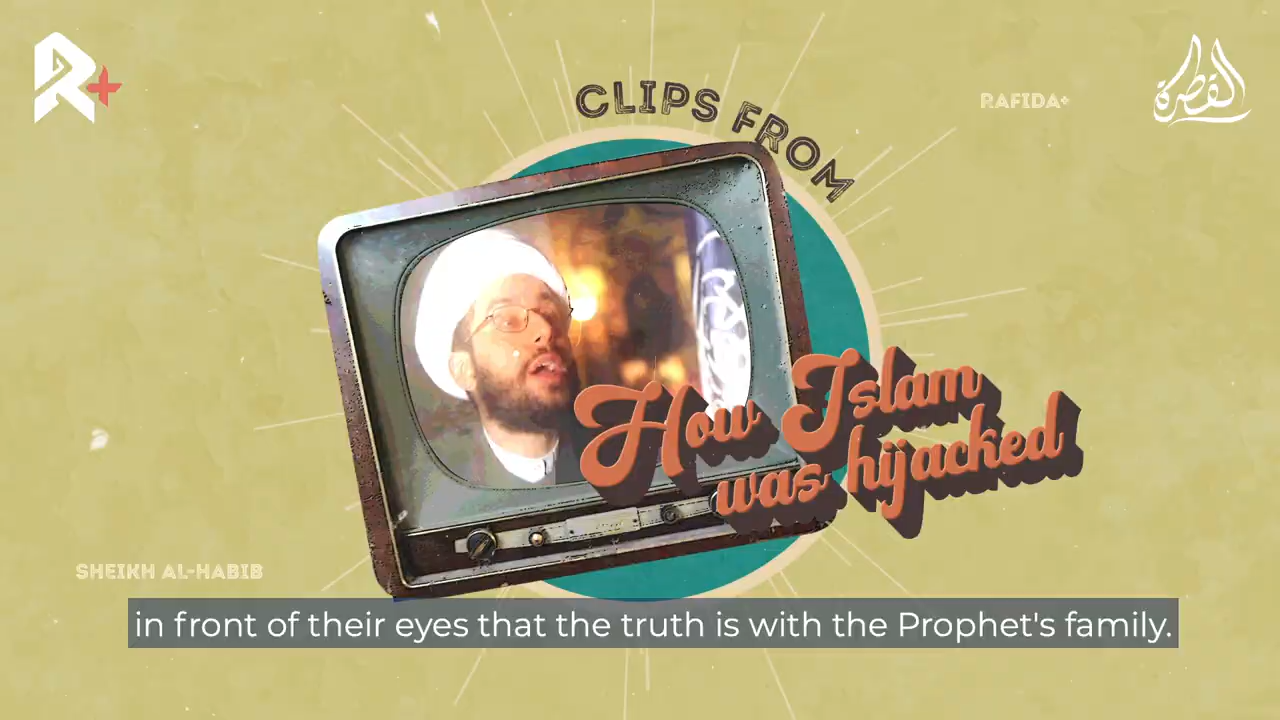 R+
CLIPS FROM
RAFIDA+
القطرة
How Islam
was hijacked
SHEIKH AL-HABIB
in front of their eyes that the truth is with the Prophet's family.